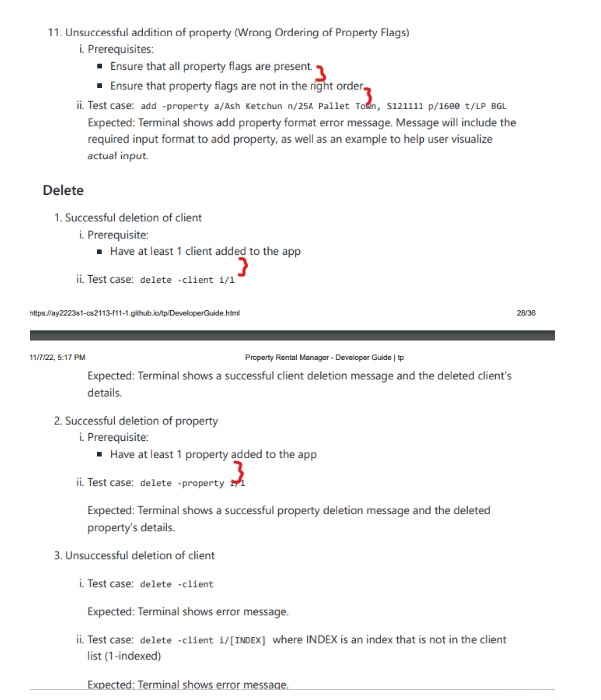 11. Unsuccessful addition of property (Wrong Ordering of Property Flags)
i. Prerequisites:
▪ Ensure that all property flags are present.
▪ Ensure that property flags are not in the right order.
ii. Test case: add -property a/Ash Ketchun n/25A Pallet Town, S121111 p/1600 t/LP BGL
Expected: Terminal shows add property format error message. Message will include the
required input format to add property, as well as an example to help user visualize
actual input.
Delete
1. Successful deletion of client
i. Prerequisite:
▪ Have at least 1 client added to the app
ii. Test case: delete -client i/1
https://ay2223s1-cs2113-f11-1.github.io/tp/DeveloperGuide.html 28/36
11/7/22, 5:17 PM Property Rental Manager - Developer Guide | tp
Expected: Terminal shows a successful client deletion message and the deleted client's
details.
2. Successful deletion of property
i. Prerequisite:
▪ Have at least 1 property added to the app
ii. Test case: delete -property i/1
Expected: Terminal shows a successful property deletion message and the deleted
property's details.
3. Unsuccessful deletion of client
i. Test case: delete -client
Expected: Terminal shows error message.
ii. Test case: delete -client i/[INDEX] where INDEX is an index that is not in the client
list (1-indexed)
Expected: Terminal shows error message.